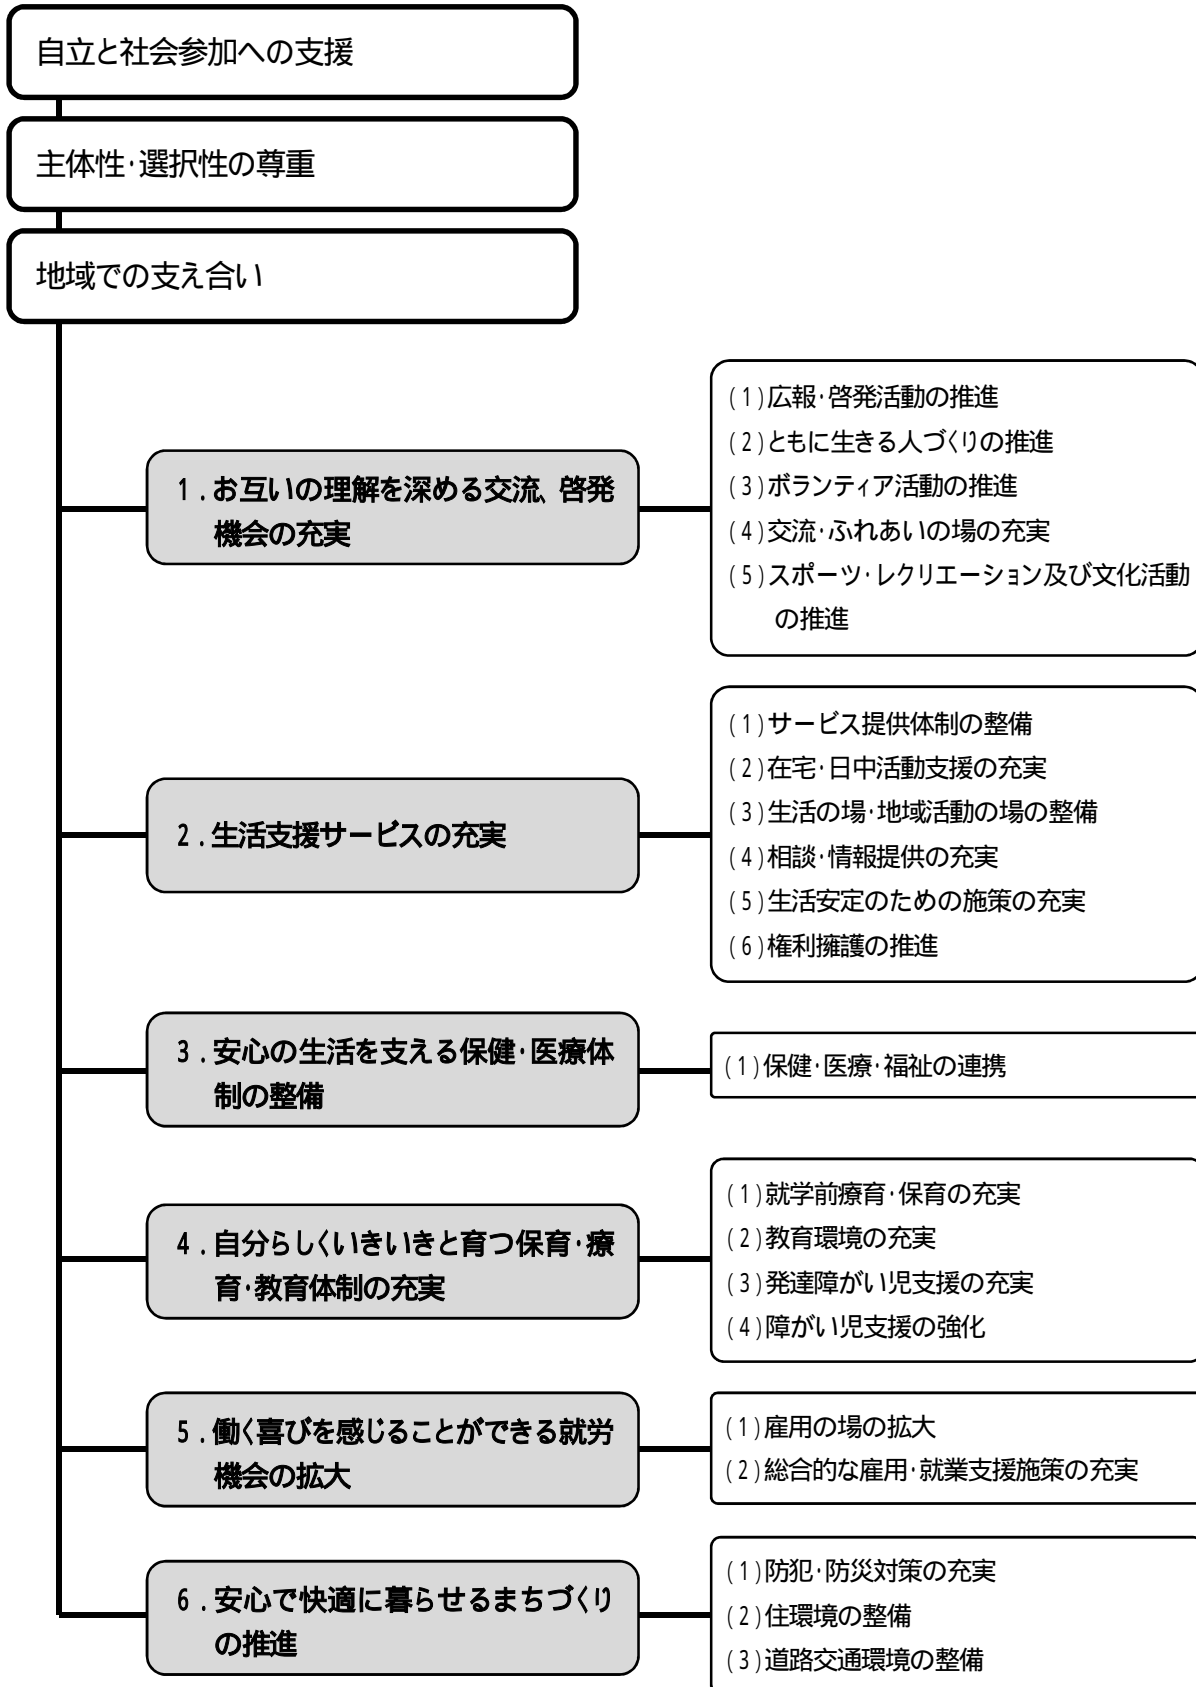 自立と社会参加への支援
主体性・選択性の尊重
地域での支え合い
1．お互いの理解を深める交流、啓発
機会の充実
(1)広報・啓発活動の推進
(2)ともに生きる人づくりの推進
(3)ボランティア活動の推進
(4)交流・ふれあいの場の充実
(5)スポーツ・レクリエーション及び文化活動
の推進
2．生活支援サービスの充実
(1)サービス提供体制の整備
(2)在宅・日中活動支援の充実
(3)生活の場・地域活動の場の整備
(4)相談・情報提供の充実
(5)生活安定のための施策の充実
(6)権利擁護の推進
3．安心の生活を支える保健・医療体
制の整備
(1)保健・医療・福祉の連携
4．自分らしくいきいきと育つ保育・療
育・教育体制の充実
(1)就学前療育・保育の充実
(2)教育環境の充実
(3)発達障がい児支援の充実
(4)障がい児支援の強化
5．働く喜びを感じることができる就労
機会の拡大
(1)雇用の場の拡大
(2)総合的な雇用・就業支援施策の充実
6．安心で快適に暮らせるまちづくり
の推進
(1)防犯・防災対策の充実
(2)住環境の整備
(3)道路交通環境の整備